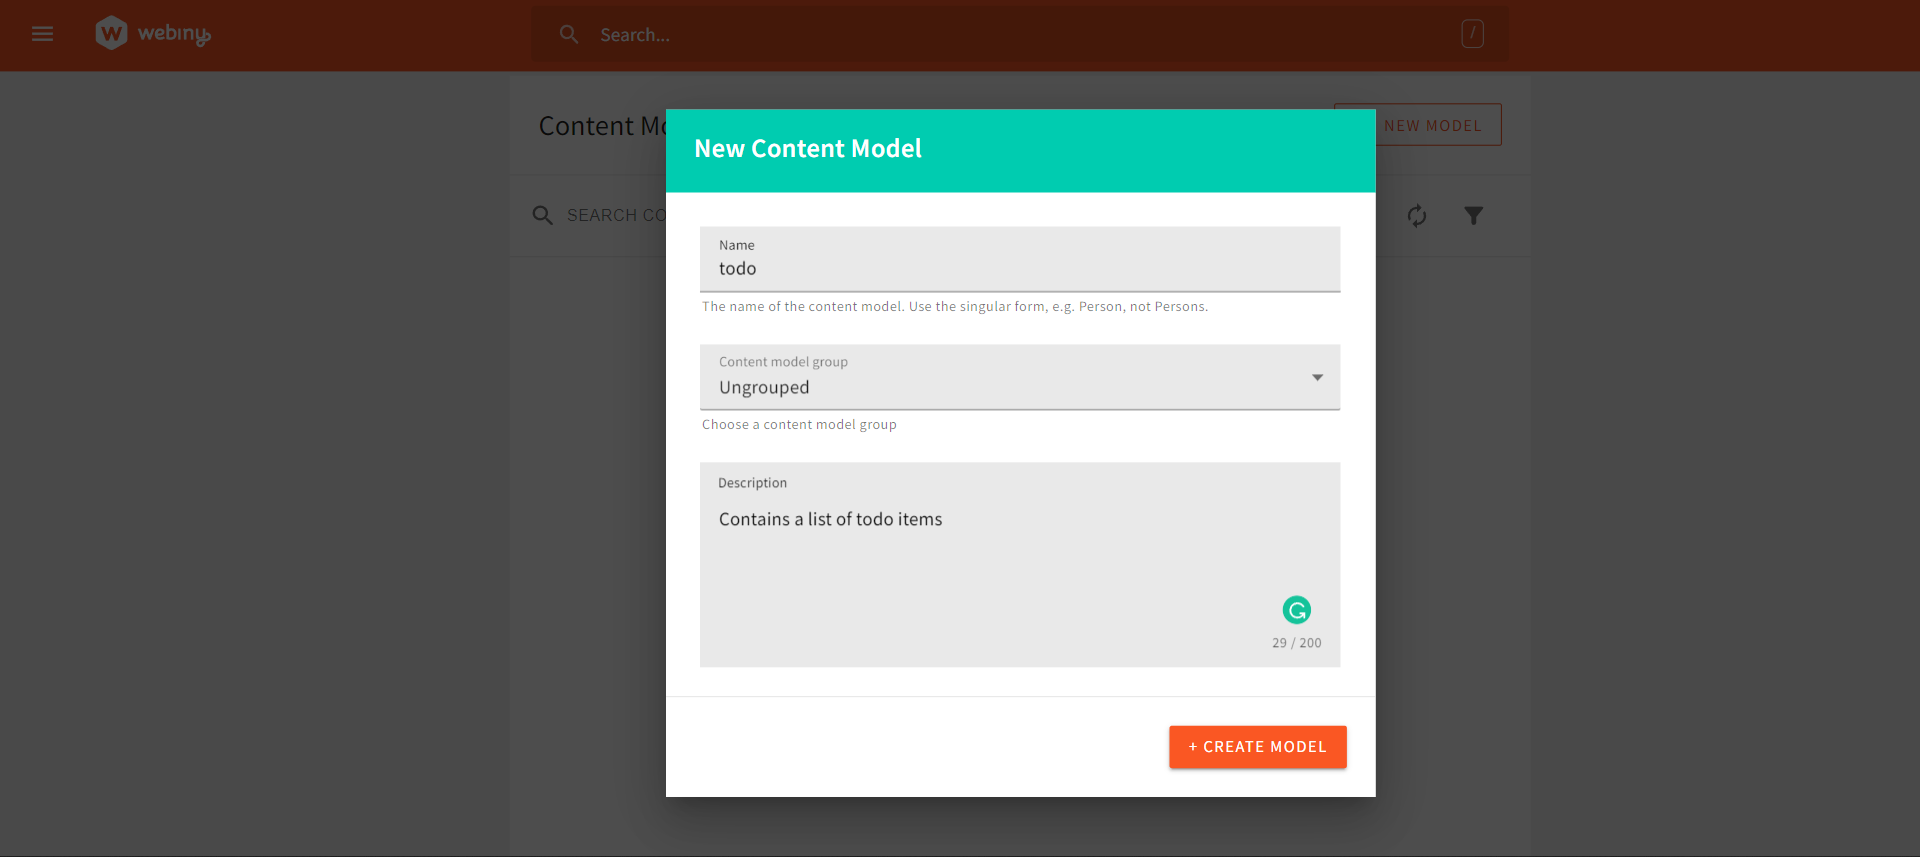 webiny
Search...
/
Content Mo
NEW MODEL
SEARCH CO
New Content Model
Name
todo
The name of the content model. Use the singular form, e.g. Person, not Persons.
Content model group
Ungrouped
Choose a content model group
Description
Contains a list of todo items
29 / 200
+ CREATE MODEL